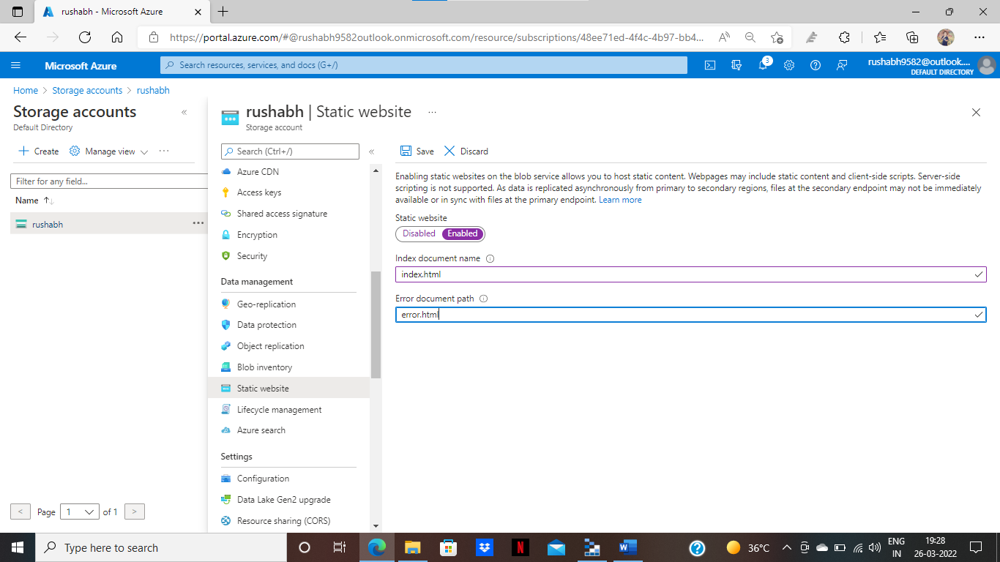 rushabh - Microsoft Azure
https://portal.azure.com/#@rushabh9582outlook.onmicrosoft.com/resource/subscriptions/48ee71ed-4f4c-4b97-bb4...
Microsoft Azure
Search resources, services, and docs (G+/)
3
rushabh9582@outlook....
DEFAULT DIRECTORY
Home > Storage accounts > rushabh
Storage accounts
Default Directory
Create
Manage view
Filter for any field...
Name
rushabh
Page 1 of 1
rushabh | Static website
Storage account
Search (Ctrl+/)
Azure CDN
Access keys
Shared access signature
Encryption
Security
Data management
Geo-replication
Data protection
Object replication
Blob inventory
Static website
Lifecycle management
Azure search
Settings
Configuration
Data Lake Gen2 upgrade
Resource sharing (CORS)
Save
Discard
Enabling static websites on the blob service allows you to host static content. Webpages may include static content and client-side scripts. Server-side
scripting is not supported. As data is replicated asynchronously from primary to secondary regions, files at the secondary endpoint may not be immediately
available or in sync with files at the primary endpoint. Learn more
Static website
Disabled Enabled
Index document name
index.html
Error document path
error.html
Type here to search
36°C
ENG
IN
19:28
26-03-2022